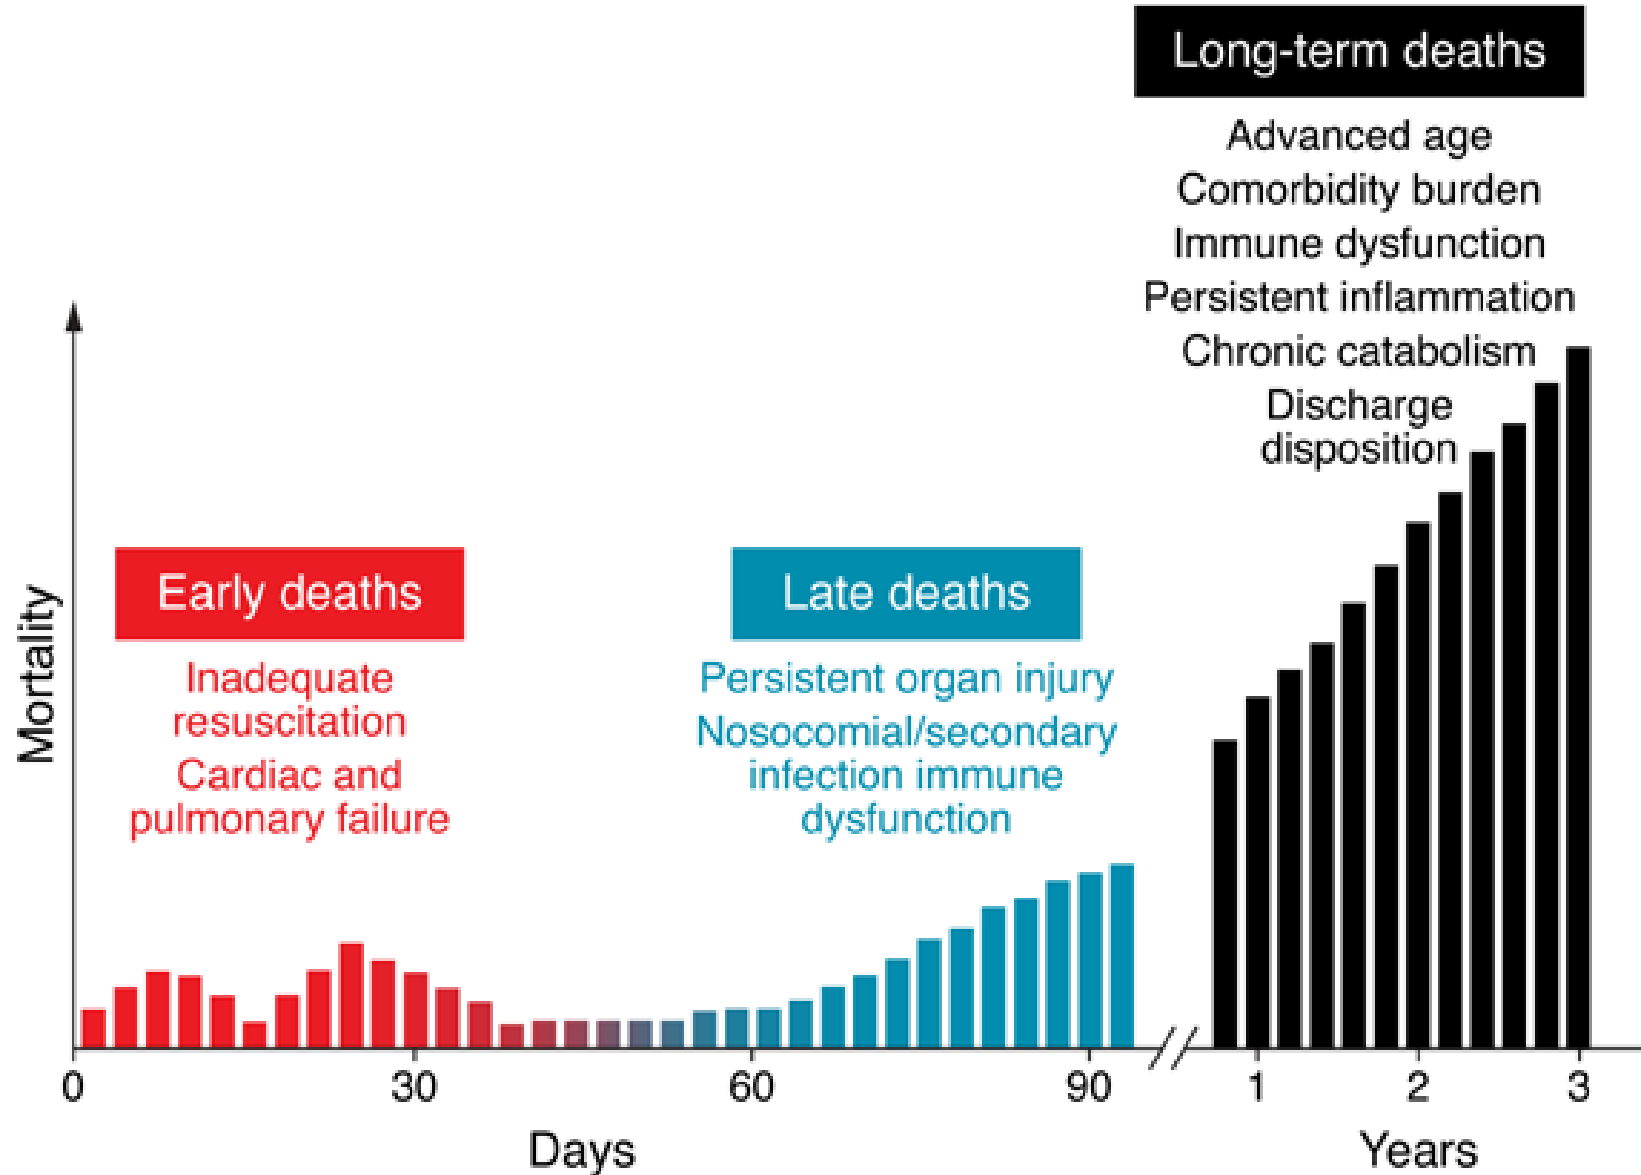 Long-term deaths
Advanced age
Comorbidity burden
Immune dysfunction
Persistent inflammation
Chronic catabolism
Discharge
disposition
Early deaths
Inadequate
resuscitation
Cardiac and
pulmonary failure
Late deaths
Persistent organ injury
Nosocomial/secondary
infection immune
dysfunction
Mortality
0 30 60 90 1 2 3
Days Years